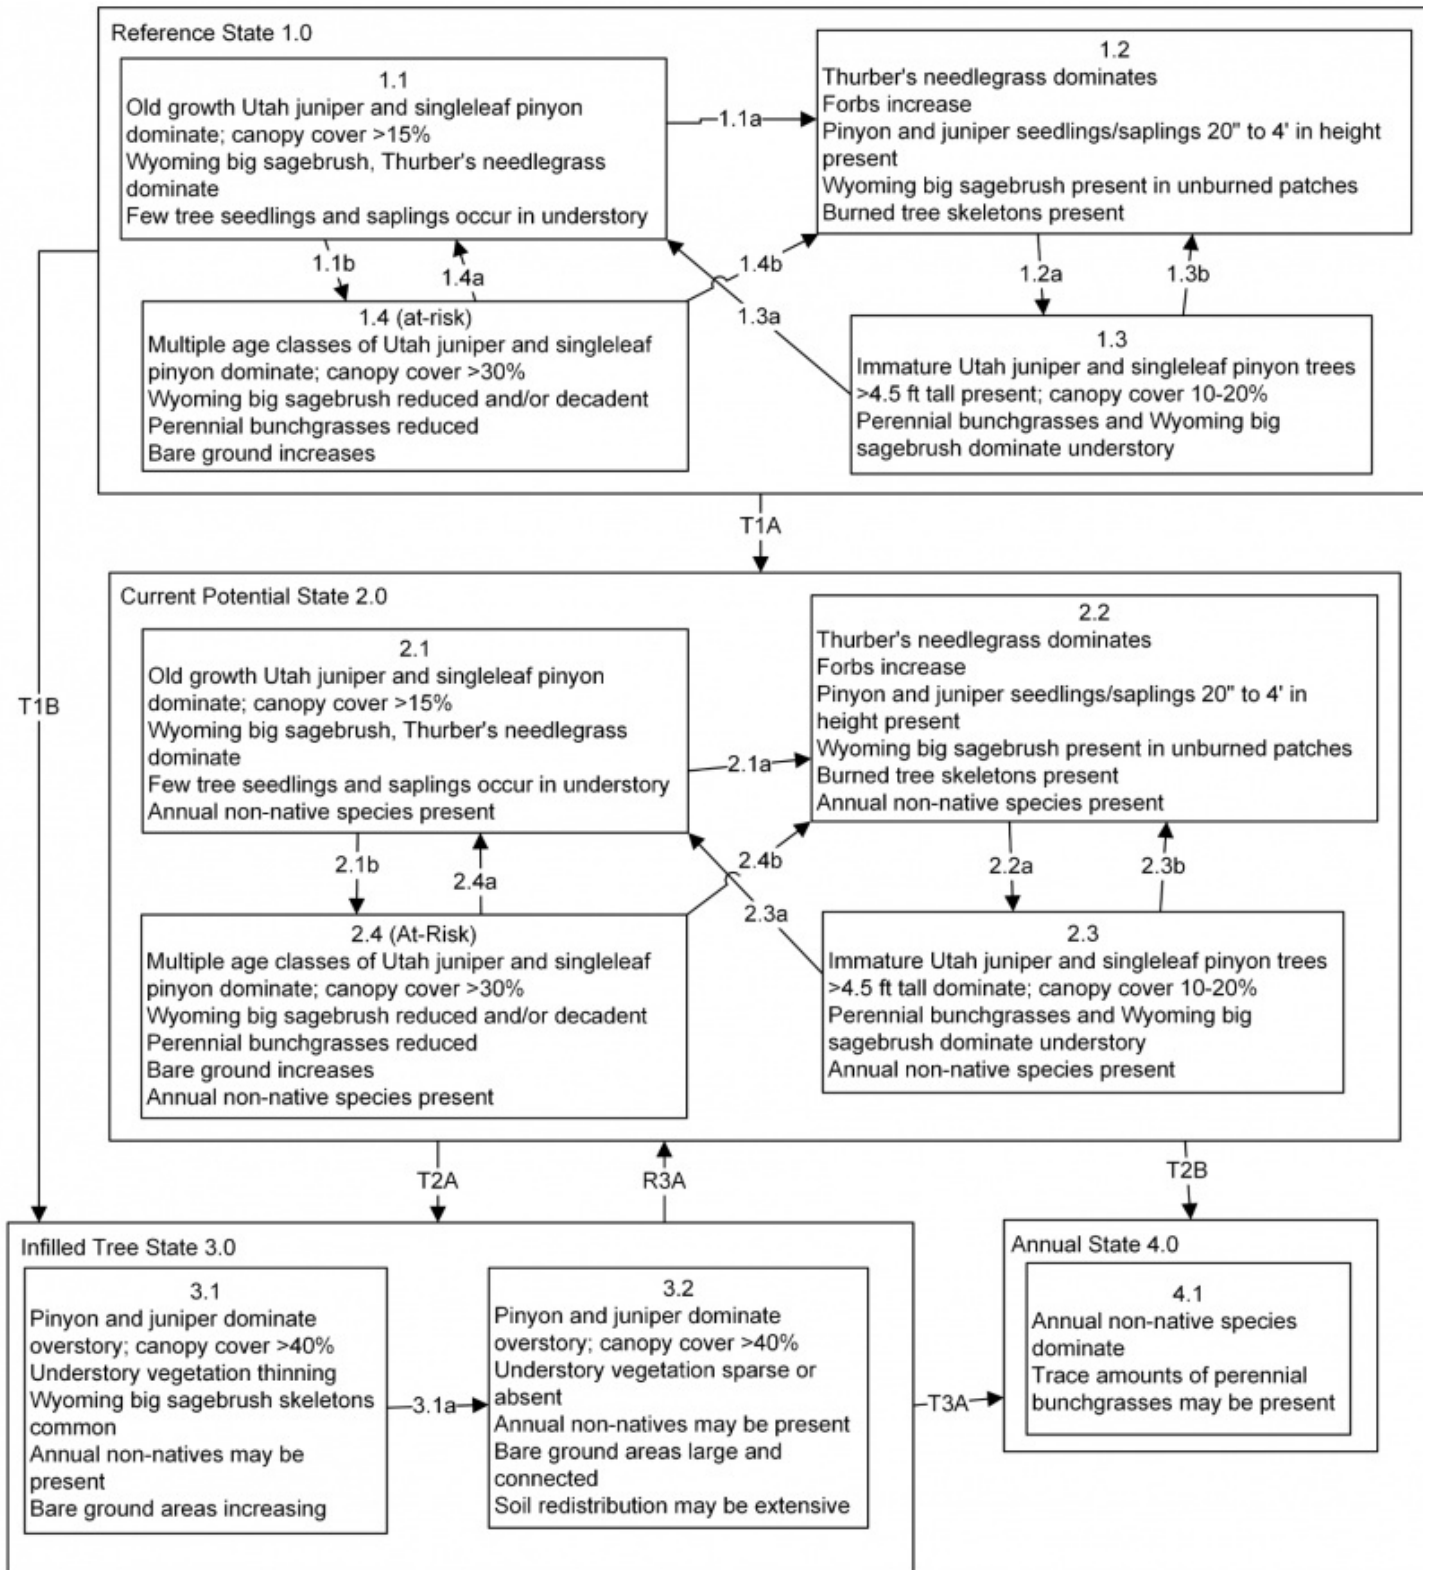 Reference State 1.0
1.1
Old growth Utah juniper and singleleaf pinyon
dominate; canopy cover >15%
Wyoming big sagebrush, Thurber's needlegrass
dominate
Few tree seedlings and saplings occur in understory
1.1a
1.2
Thurber's needlegrass dominates
Forbs increase
Pinyon and juniper seedlings/saplings 20" to 4' in height
present
Wyoming big sagebrush present in unburned patches
Burned tree skeletons present
1.1b
1.4a
1.4b
1.3a
1.2a
1.3b
1.4 (at-risk)
Multiple age classes of Utah juniper and singleleaf
pinyon dominate; canopy cover >30%
Wyoming big sagebrush reduced and/or decadent
Perennial bunchgrasses reduced
Bare ground increases
1.3
Immature Utah juniper and singleleaf pinyon trees
>4.5 ft tall present; canopy cover 10-20%
Perennial bunchgrasses and Wyoming big
sagebrush dominate understory
T1A
T1B
Current Potential State 2.0
2.1
Old growth Utah juniper and singleleaf pinyon
dominate; canopy cover >15%
Wyoming big sagebrush, Thurber's needlegrass
dominate
Few tree seedlings and saplings occur in understory
Annual non-native species present
2.1a
2.2
Thurber's needlegrass dominates
Forbs increase
Pinyon and juniper seedlings/saplings 20" to 4' in
height present
Wyoming big sagebrush present in unburned patches
Burned tree skeletons present
Annual non-native species present
2.1b
2.4a
2.4b
2.3a
2.2a
2.3b
2.4 (At-Risk)
Multiple age classes of Utah juniper and singleleaf
pinyon dominate; canopy cover >30%
Wyoming big sagebrush reduced and/or decadent
Perennial bunchgrasses reduced
Bare ground increases
Annual non-native species present
2.3
Immature Utah juniper and singleleaf pinyon trees
>4.5 ft tall dominate; canopy cover 10-20%
Perennial bunchgrasses and Wyoming big
sagebrush dominate understory
Annual non-native species present
T2A
R3A
T2B
Infilled Tree State 3.0
3.1
Pinyon and juniper dominate
overstory; canopy cover >40%
Understory vegetation thinning
Wyoming big sagebrush skeletons
common
Annual non-natives may be
present
Bare ground areas increasing
3.1a
3.2
Pinyon and juniper dominate
overstory; canopy cover >40%
Understory vegetation sparse or
absent
Annual non-natives may be present
Bare ground areas large and
connected
Soil redistribution may be extensive
T3A
Annual State 4.0
4.1
Annual non-native species
dominate
Trace amounts of perennial
bunchgrasses may be present